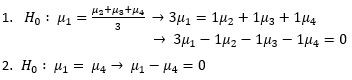 1. H₀ : μ₁ = (μ₂+μ₃+μ₄)/3 → 3μ₁ = 1μ₂ + 1μ₃ + 1μ₄
→ 3μ₁ − 1μ₂ − 1μ₃ − 1μ₄ = 0
2. H₀ : μ₁ = μ₄ → μ₁ − μ₄ = 0